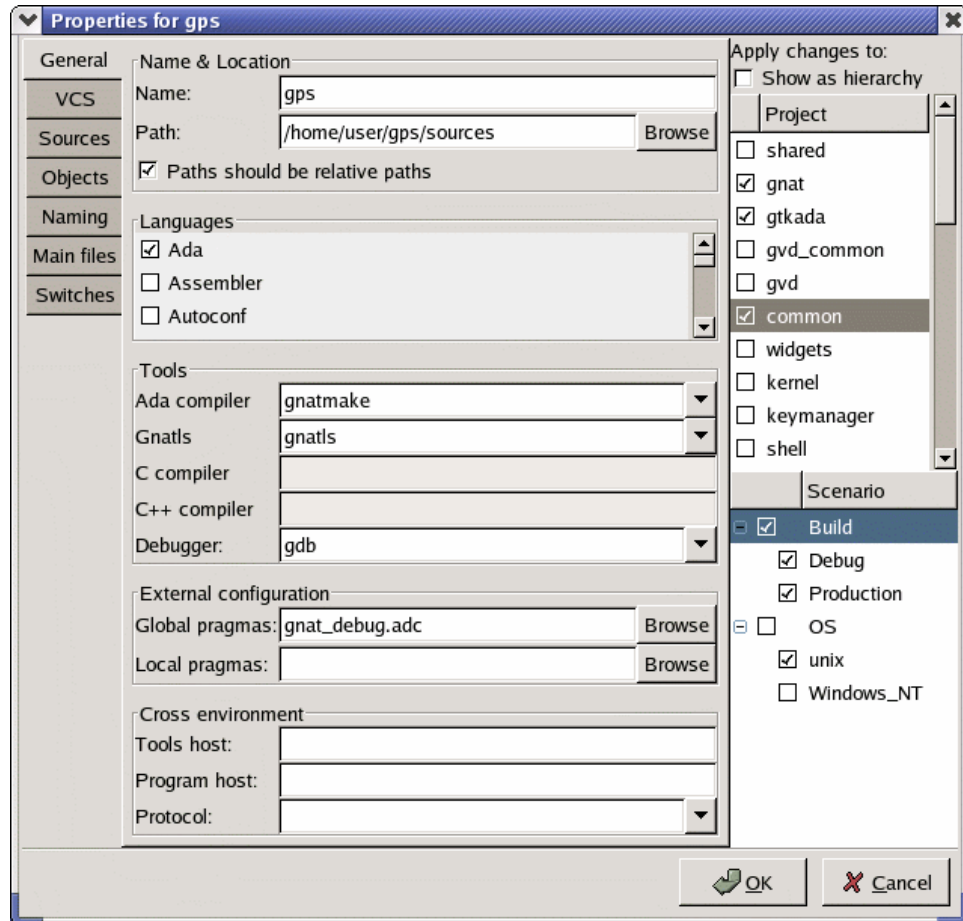 Properties for gps
General
VCS
Sources
Objects
Naming
Main files
Switches
Name & Location
Name: gps
Path: /home/user/gps/sources Browse
Paths should be relative paths
Languages
Ada
Assembler
Autoconf
Tools
Ada compiler gnatmake
Gnatls gnatls
C compiler
C++ compiler
Debugger: gdb
External configuration
Global pragmas: gnat_debug.adc Browse
Local pragmas: Browse
Cross environment
Tools host:
Program host:
Protocol:
Apply changes to:
Show as hierarchy
Project
shared
gnat
gtkada
gvd_common
gvd
common
widgets
kernel
keymanager
shell
Scenario
Build
Debug
Production
OS
unix
Windows_NT
OK Cancel